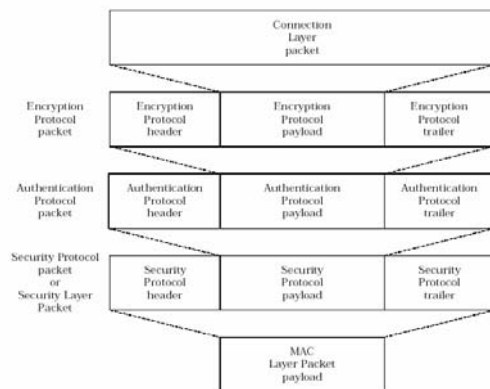 Connection
Layer
packet
Encryption
Protocol
packet
Encryption
Protocol
header
Encryption
Protocol
payload
Encryption
Protocol
trailer
Authentication
Protocol
packet
Authentication
Protocol
header
Authentication
Protocol
payload
Authentication
Protocol
trailer
Security Protocol
packet
or
Security Layer
Packet
Security
Protocol
header
Security
Protocol
payload
Security
Protocol
trailer
MAC
Layer Packet
payload